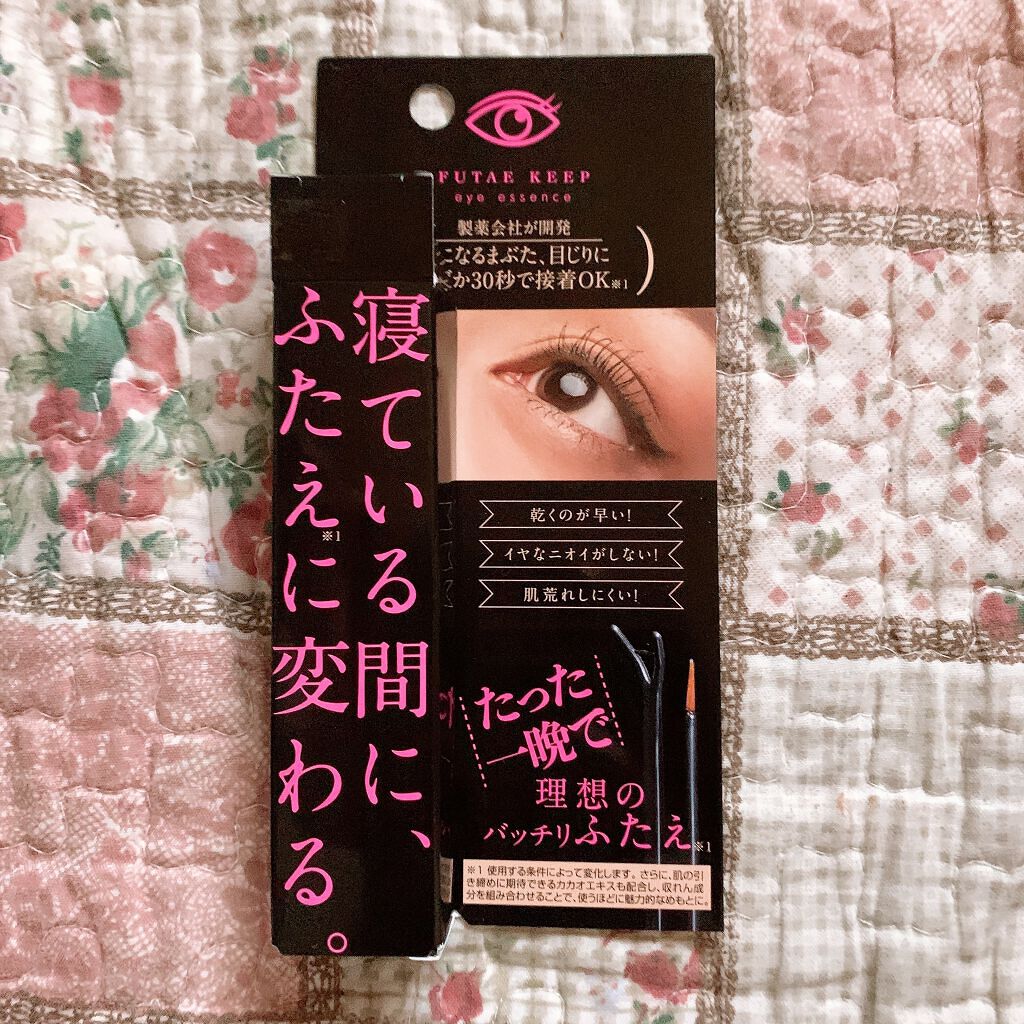 FUTAE KEEP
eye essence
製薬会社が開発
になるまぶた、目じりに
か30秒で接着OK※1
寝ている間に、
ふたえに変わる。
※1
乾くのが早い!
イヤなニオイがしない!
肌荒れしにくい!
たった
一晩で
理想の
バッチリふたえ※1
※1 使用する条件によって変化します。さらに、肌の引
き締めに期待できるカカオエキスも配合し、収れん成
分を組み合わせることで、使うほどに魅力的なめもとに。